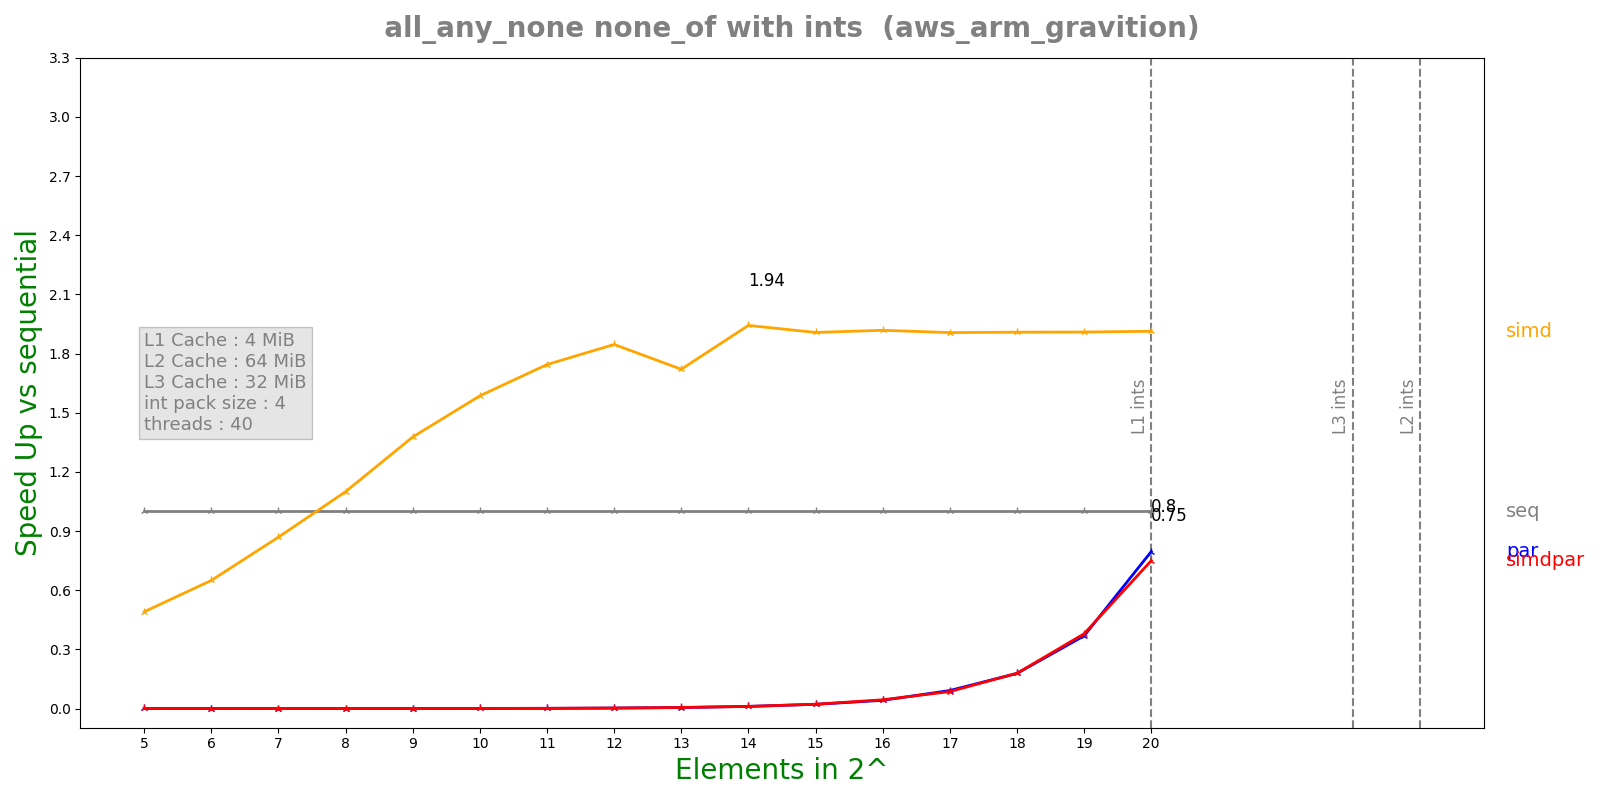 all_any_none none_of with ints  (aws_arm_gravition)
Speed Up vs sequential
3.3
3.0
2.7
2.4
2.1
1.8
1.5
1.2
0.9
0.6
0.3
0.0
1.94
L1 Cache : 4 MiB
L2 Cache : 64 MiB
L3 Cache : 32 MiB
int pack size : 4
threads : 40
L1 ints
L3 ints
L2 ints
0.8
0.75
simd
seq
par
simdpar
5 6 7 8 9 10 11 12 13 14 15 16 17 18 19 20
Elements in 2^